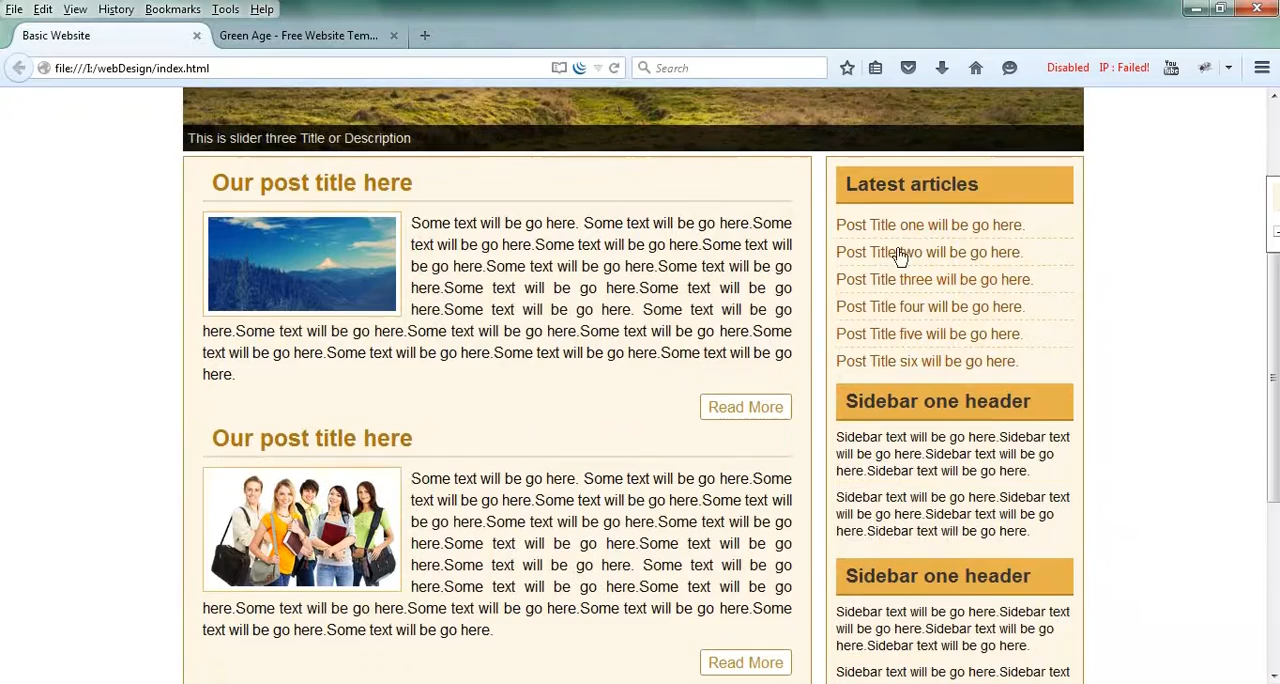 File Edit View History Bookmarks Tools Help
Basic Website
Green Age - Free Website Tem...
file:///I:/webDesign/index.html
Search
Disabled IP : Failed!
You Tube
This is slider three Title or Description
Our post title here
Some text will be go here. Some text will be go here.Some
text will be go here.Some text will be go here.Some text will
be go here.Some text will be go here.Some text will be go
here.Some text will be go here.Some text will be go
here.Some text will be go here. Some text will be go
here.Some text will be go here.Some text will be go here.Some text will be go here.Some
text will be go here.Some text will be go here.Some text will be go here.Some text will be go
here.
Read More
Our post title here
Some text will be go here. Some text will be go here.Some
text will be go here.Some text will be go here.Some text will
be go here.Some text will be go here.Some text will be go
here.Some text will be go here.Some text will be go
here.Some text will be go here. Some text will be go
here.Some text will be go here.Some text will be go
here.Some text will be go here.Some text will be go here.Some text will be go here.Some
text will be go here.Some text will be go here.
Read More
Latest articles
Post Title one will be go here.
Post Title two will be go here.
Post Title three will be go here.
Post Title four will be go here.
Post Title five will be go here.
Post Title six will be go here.
Sidebar one header
Sidebar text will be go here.Sidebar text
will be go here.Sidebar text will be go
here.Sidebar text will be go here.
Sidebar text will be go here.Sidebar text
will be go here.Sidebar text will be go
here.Sidebar text will be go here.
Sidebar one header
Sidebar text will be go here.Sidebar text
will be go here.Sidebar text will be go
here.Sidebar text will be go here.
Sidebar text will be go here.Sidebar text